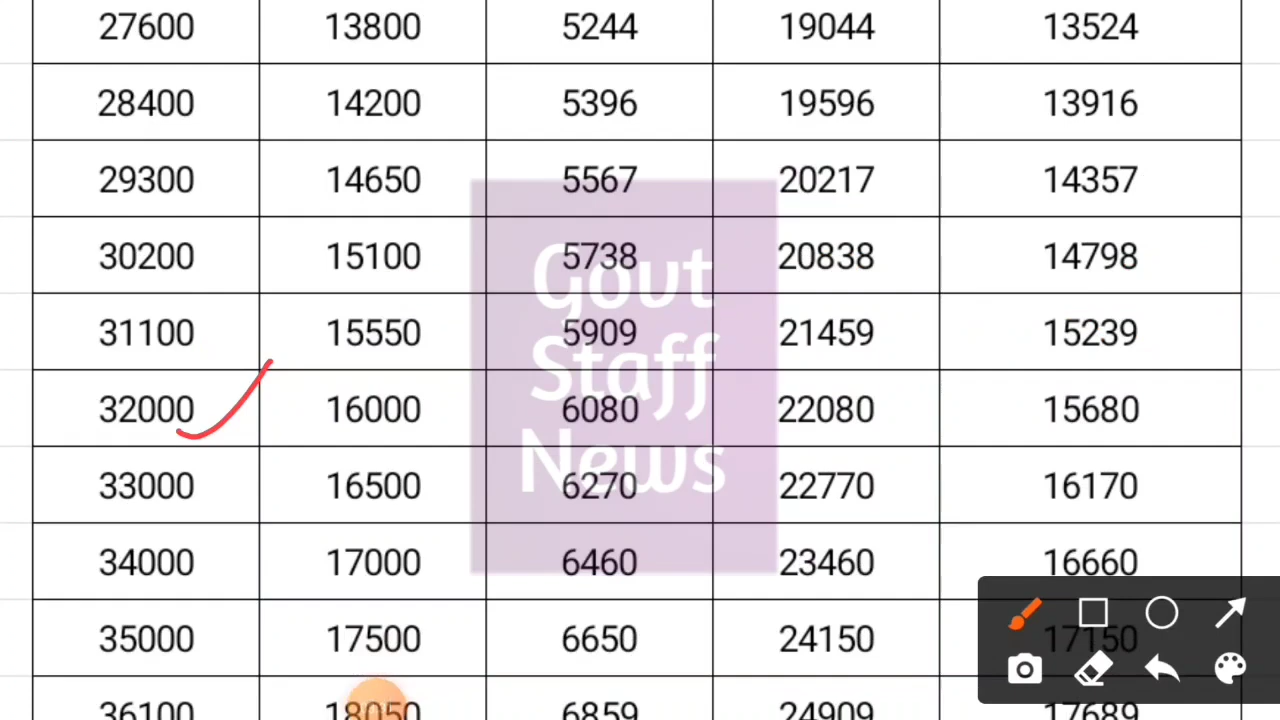 27600 13800 5244 19044 13524
28400 14200 5396 19596 13916
29300 14650 5567 20217 14357
30200 15100 5738 20838 14798
31100 15550 5909 21459 15239
32000 16000 6080 22080 15680
33000 16500 6270 22770 16170
34000 17000 6460 23460 16660
35000 17500 6650 24150 17150
36100 18050 6859 24909 17689
Govt
Staff
News